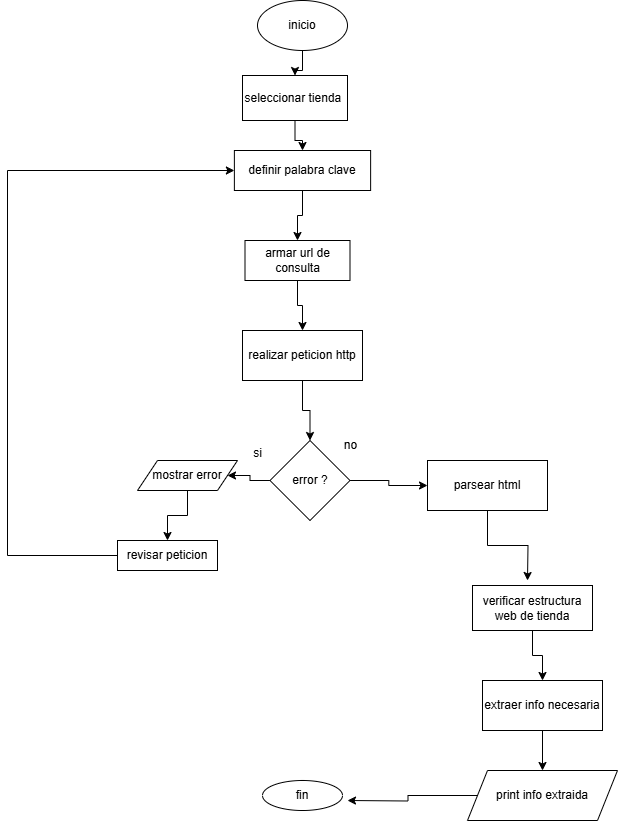 inicio
seleccionar tienda
definir palabra clave
armar url de
consulta
realizar peticion http
si
no
error ?
mostrar error
parsear html
revisar peticion
verificar estructura
web de tienda
extraer info necesaria
print info extraida
fin